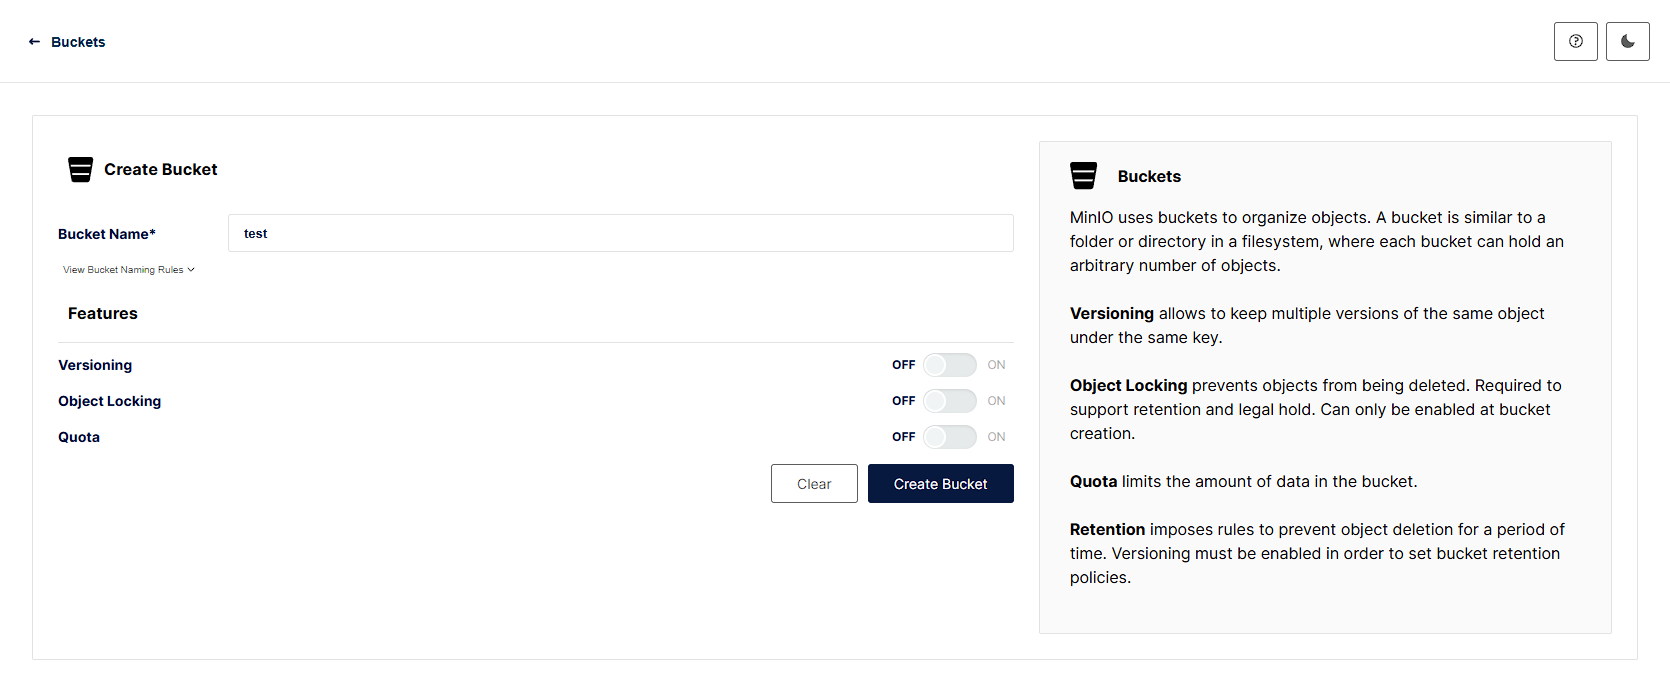 Buckets
Create Bucket
Bucket Name*
test
View Bucket Naming Rules
Features
Versioning
OFF ON
Object Locking
OFF ON
Quota
OFF ON
Clear
Create Bucket
Buckets
MinIO uses buckets to organize objects. A bucket is similar to a
folder or directory in a filesystem, where each bucket can hold an
arbitrary number of objects.
Versioning allows to keep multiple versions of the same object
under the same key.
Object Locking prevents objects from being deleted. Required to
support retention and legal hold. Can only be enabled at bucket
creation.
Quota limits the amount of data in the bucket.
Retention imposes rules to prevent object deletion for a period of
time. Versioning must be enabled in order to set bucket retention
policies.